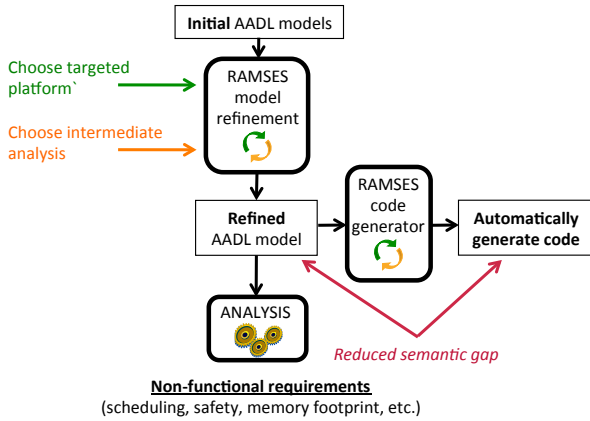 Initial AADL models
Choose targeted
platform`
RAMSES
model
refinement
Choose intermediate
analysis
RAMSES
code
generator
Refined
AADL model
Automatically
generate code
ANALYSIS
Reduced semantic gap
Non-functional requirements
(scheduling, safety, memory footprint, etc.)